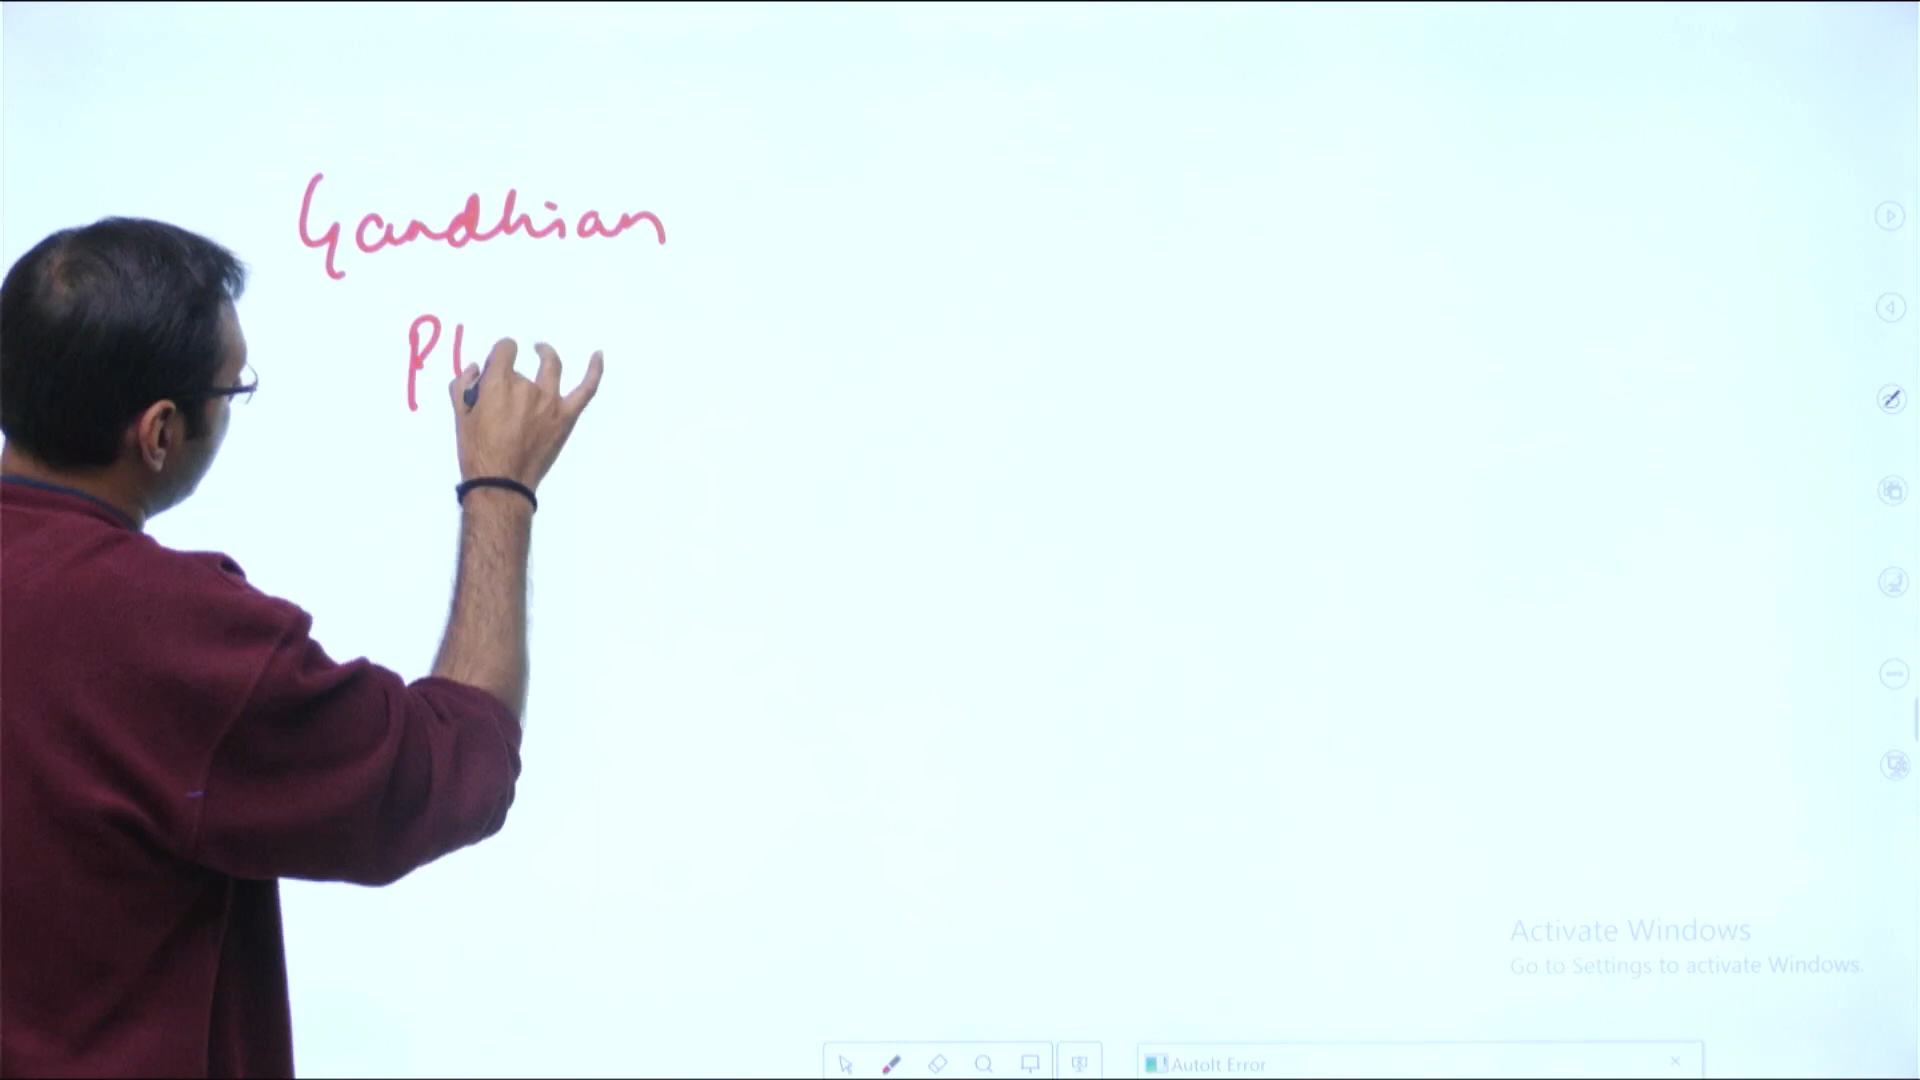 Gandhian
Activate Windows
Go to Settings to activate Windows.
AutoIt Error